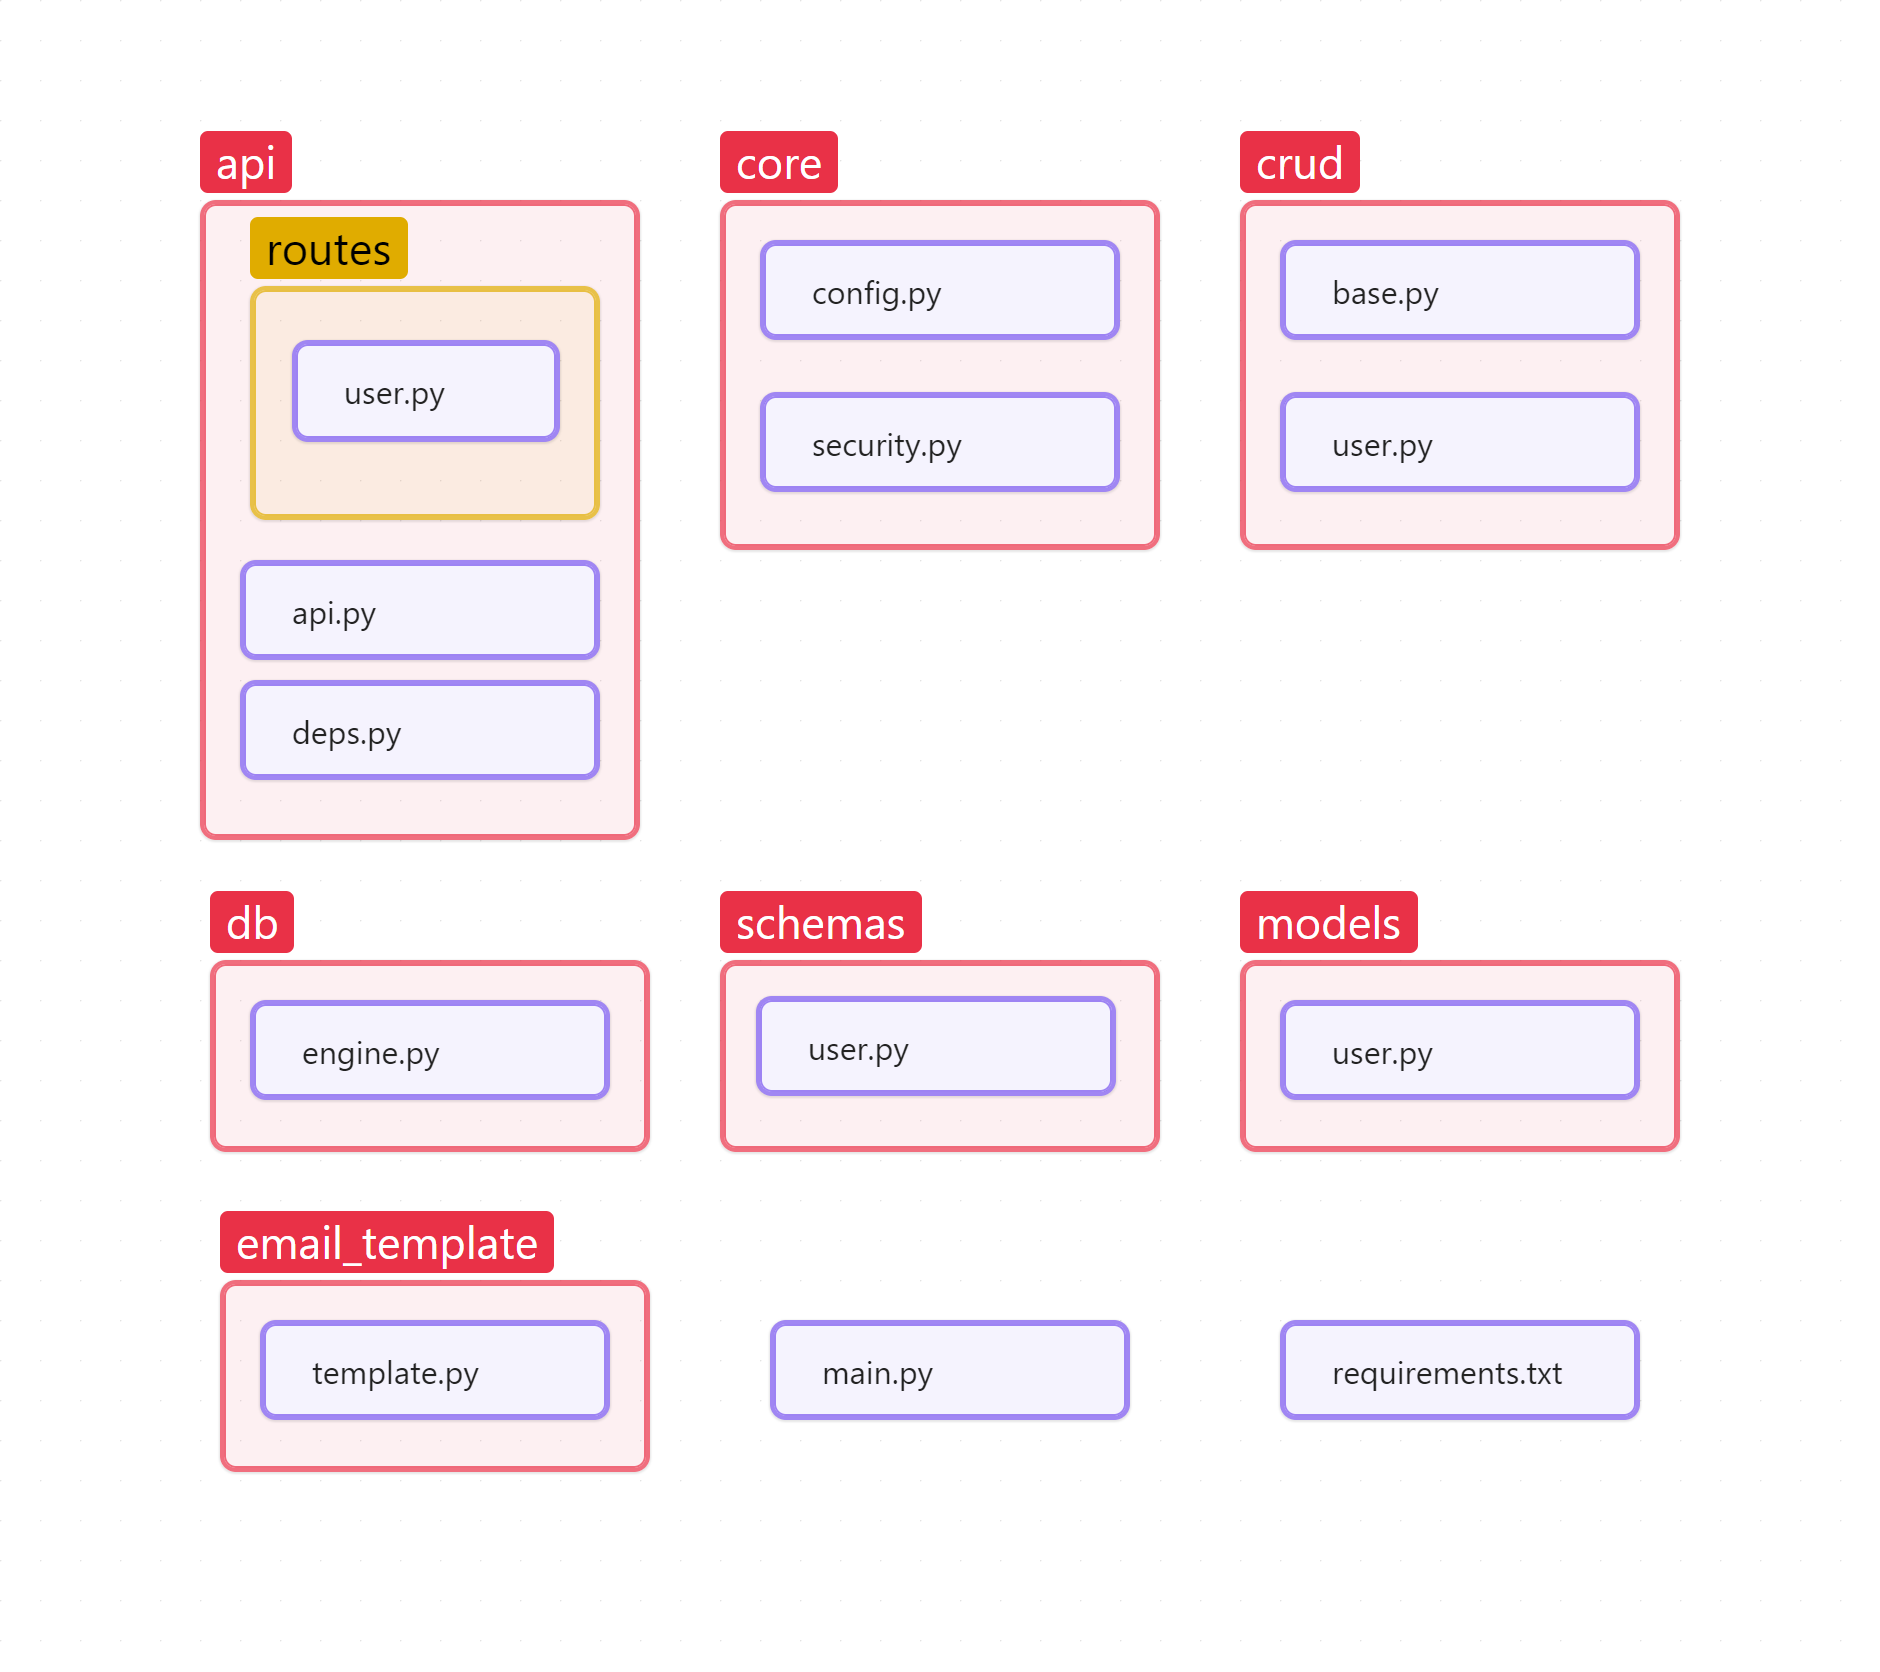 api
routes
user.py
api.py
deps.py
core
config.py
security.py
crud
base.py
user.py
db
engine.py
schemas
user.py
models
user.py
email_template
template.py
main.py
requirements.txt